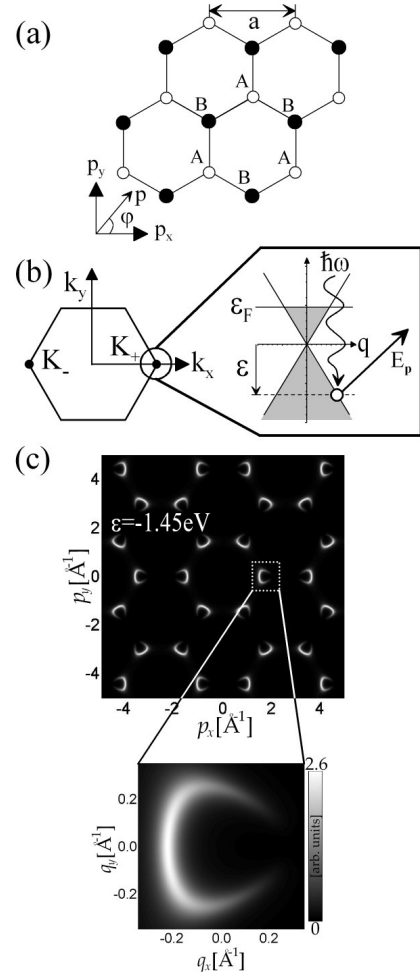 (a)
a
A
B
B
A
A
B
p_y
p
φ
p_x
(b)
k_y
K_-
K_+
k_x
ħω
ε_F
q
ε
E_p
(c)
ε=-1.45eV
4
2
0
-2
-4
p_y[Å⁻¹]
-4 -2 0 2 4
p_x[Å⁻¹]
2.6
[arb. units]
0
0.2
0.0
-0.2
q_y[Å⁻¹]
-0.2 0.0 0.2
q_x[Å⁻¹]